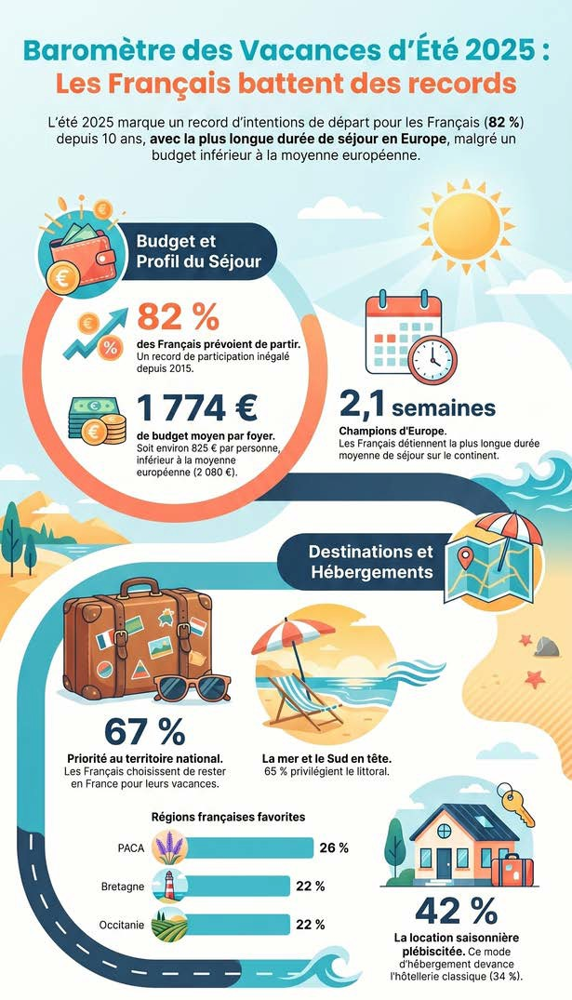 Baromètre des Vacances d'Été 2025 :
Les Français battent des records
L'été 2025 marque un record d'intentions de départ pour les Français (82 %)
depuis 10 ans, avec la plus longue durée de séjour en Europe, malgré un
budget inférieur à la moyenne européenne.
Budget et
Profil du Séjour
82 %
des Français prévoient de partir.
Un record de participation inégalé
depuis 2015.
1 774 €
de budget moyen par foyer.
Soit environ 825 € par personne,
inférieur à la moyenne
européenne (2 080 €).
2,1 semaines
Champions d'Europe.
Les Français détiennent la plus longue durée
moyenne de séjour sur le continent.
Destinations et
Hébergements
67 %
Priorité au territoire national.
Les Français choisissent de rester
en France pour leurs vacances.
La mer et le Sud en tête.
65 % privilégient le littoral.
Régions françaises favorites
PACA
26 %
Bretagne
22 %
Occitanie
22 %
42 %
La location saisonnière
plébiscitée. Ce mode
d'hébergement devance
l'hôtellerie classique (34 %).